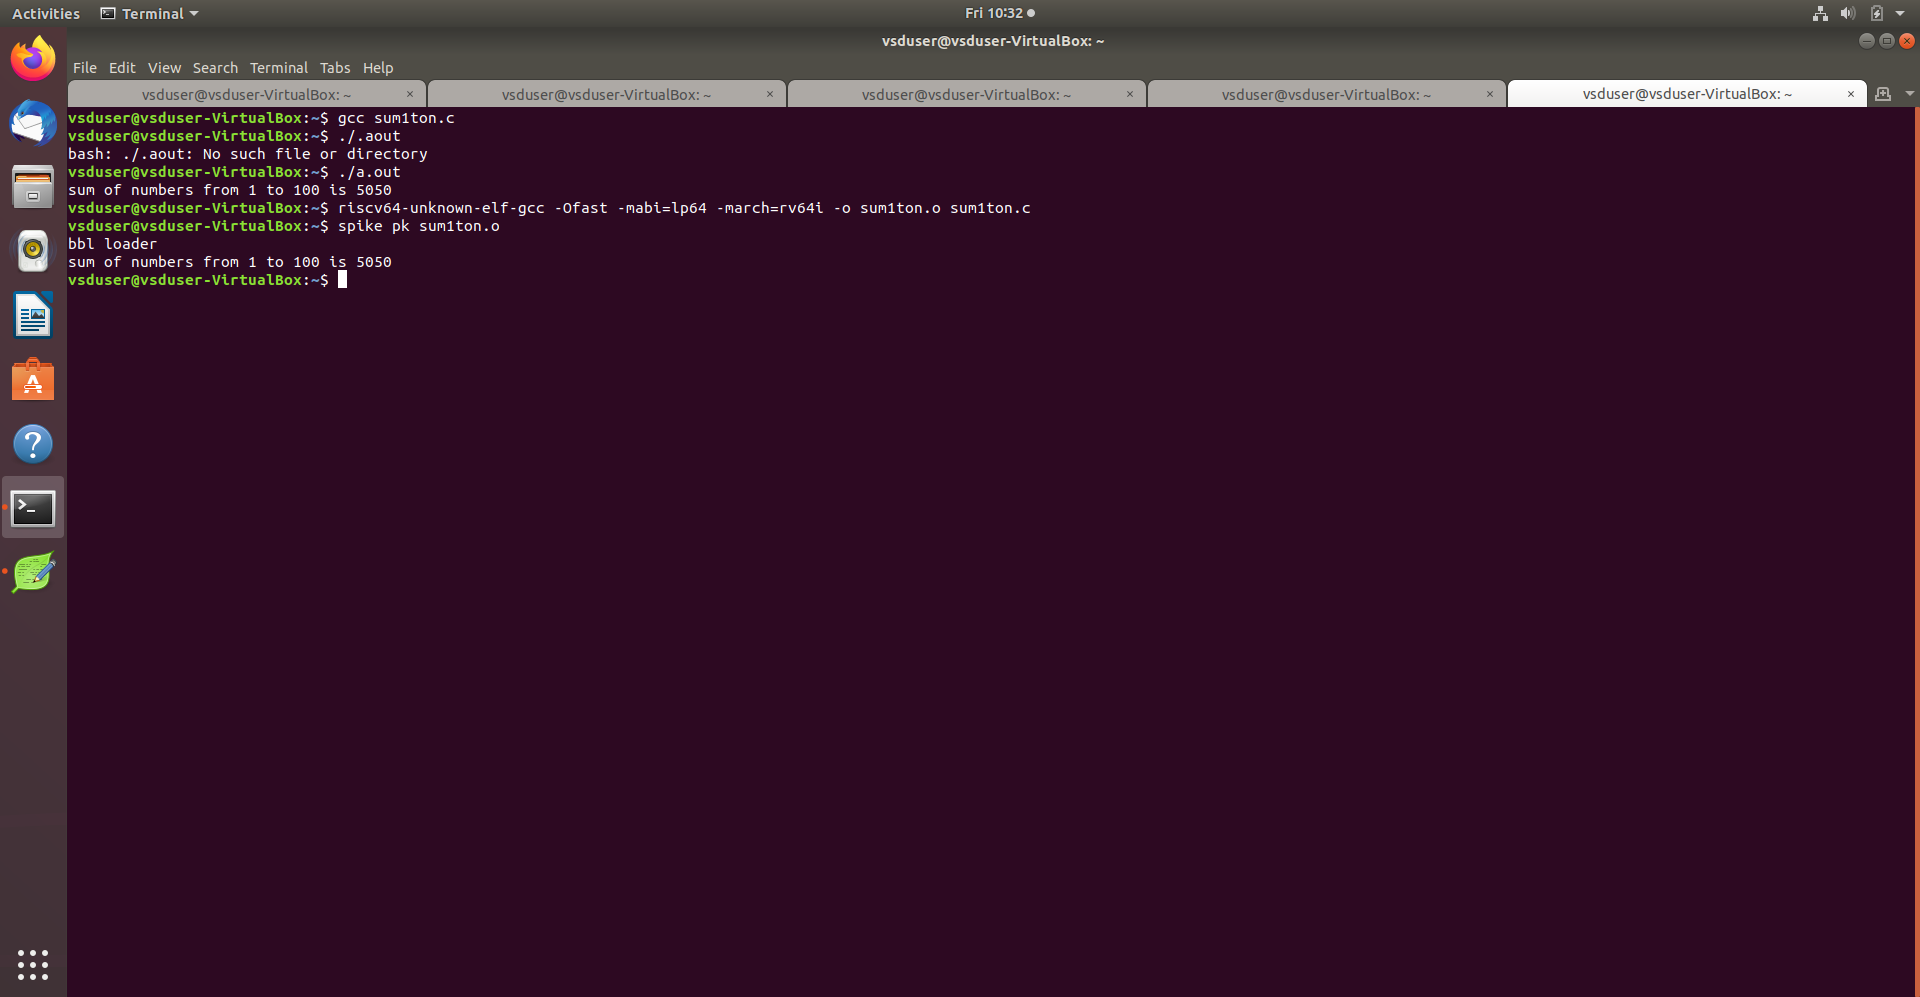 Activities Terminal Fri 10:32
vsduser@vsduser-VirtualBox: ~
File Edit View Search Terminal Tabs Help
vsduser@vsduser-VirtualBox: ~ × vsduser@vsduser-VirtualBox: ~ × vsduser@vsduser-VirtualBox: ~ × vsduser@vsduser-VirtualBox: ~ × vsduser@vsduser-VirtualBox: ~ ×
vsduser@vsduser-VirtualBox:~$ gcc sum1ton.c
vsduser@vsduser-VirtualBox:~$ ./.aout
bash: ./.aout: No such file or directory
vsduser@vsduser-VirtualBox:~$ ./a.out
sum of numbers from 1 to 100 is 5050
vsduser@vsduser-VirtualBox:~$ riscv64-unknown-elf-gcc -Ofast -mabi=lp64 -march=rv64i -o sum1ton.o sum1ton.c
vsduser@vsduser-VirtualBox:~$ spike pk sum1ton.o
bbl loader
sum of numbers from 1 to 100 is 5050
vsduser@vsduser-VirtualBox:~$